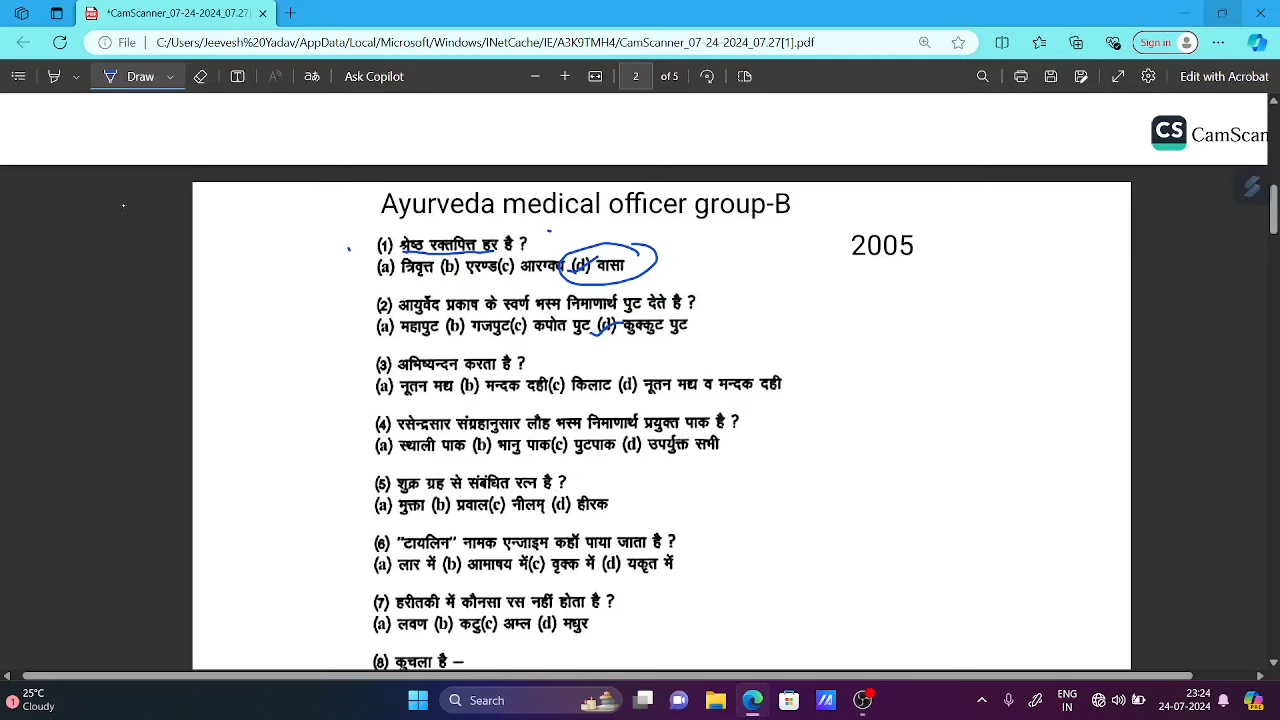 *CamScanner_07-24-2024_07.27[1]
File C:/Users/Jeevesh%20Yadav/AppData/Local/Microsoft/Windows/INetCache/IE/A3K9TMH4/CamScanner_07-24-2024_07.27[1].pdf
Sign in
Draw
Ask Copilot
2 of 5
Edit with Acrobat
CS CamScan
Ayurveda medical officer group-B
2005
(1) श्रेष्ठ रक्तपित्त हर है ?
(a) त्रिवृत्त (b) एरण्ड(c) आरग्वध (d) वासा
(2) आयुर्वेद प्रकाष के स्वर्ण भस्म निमाणार्थ पुट देते है ?
(a) महापुट (b) गजपुट(c) कपोत पुट (d) कुक्कुट पुट
(3) अभिष्यन्दन करता है ?
(a) नूतन मद्य (b) मन्दक दही(c) किलाट (d) नूतन मद्य व मन्दक दही
(4) रसेन्द्रसार संग्रहानुसार लौह भस्म निमाणार्थ प्रयुक्त पाक है ?
(a) स्थाली पाक (b) भानु पाक(c) पुटपाक (d) उपर्युक्त सभी
(5) शुक्र ग्रह से संबंधित रत्न है ?
(a) मुक्ता (b) प्रवाल(c) नीलम् (d) हीरक
(6) "टायलिन" नामक एन्जाइम कहॉ पाया जाता है ?
(a) लार में (b) आमाषय में(c) वृक्क में (d) यकृत में
(7) हरीतकी में कौनसा रस नहीं होता है ?
(a) लवण (b) कटु(c) अम्ल (d) मधुर
(8) कुचला है –
25°C
Cloudy
Search
ENG
IN
23:24
24-07-2024